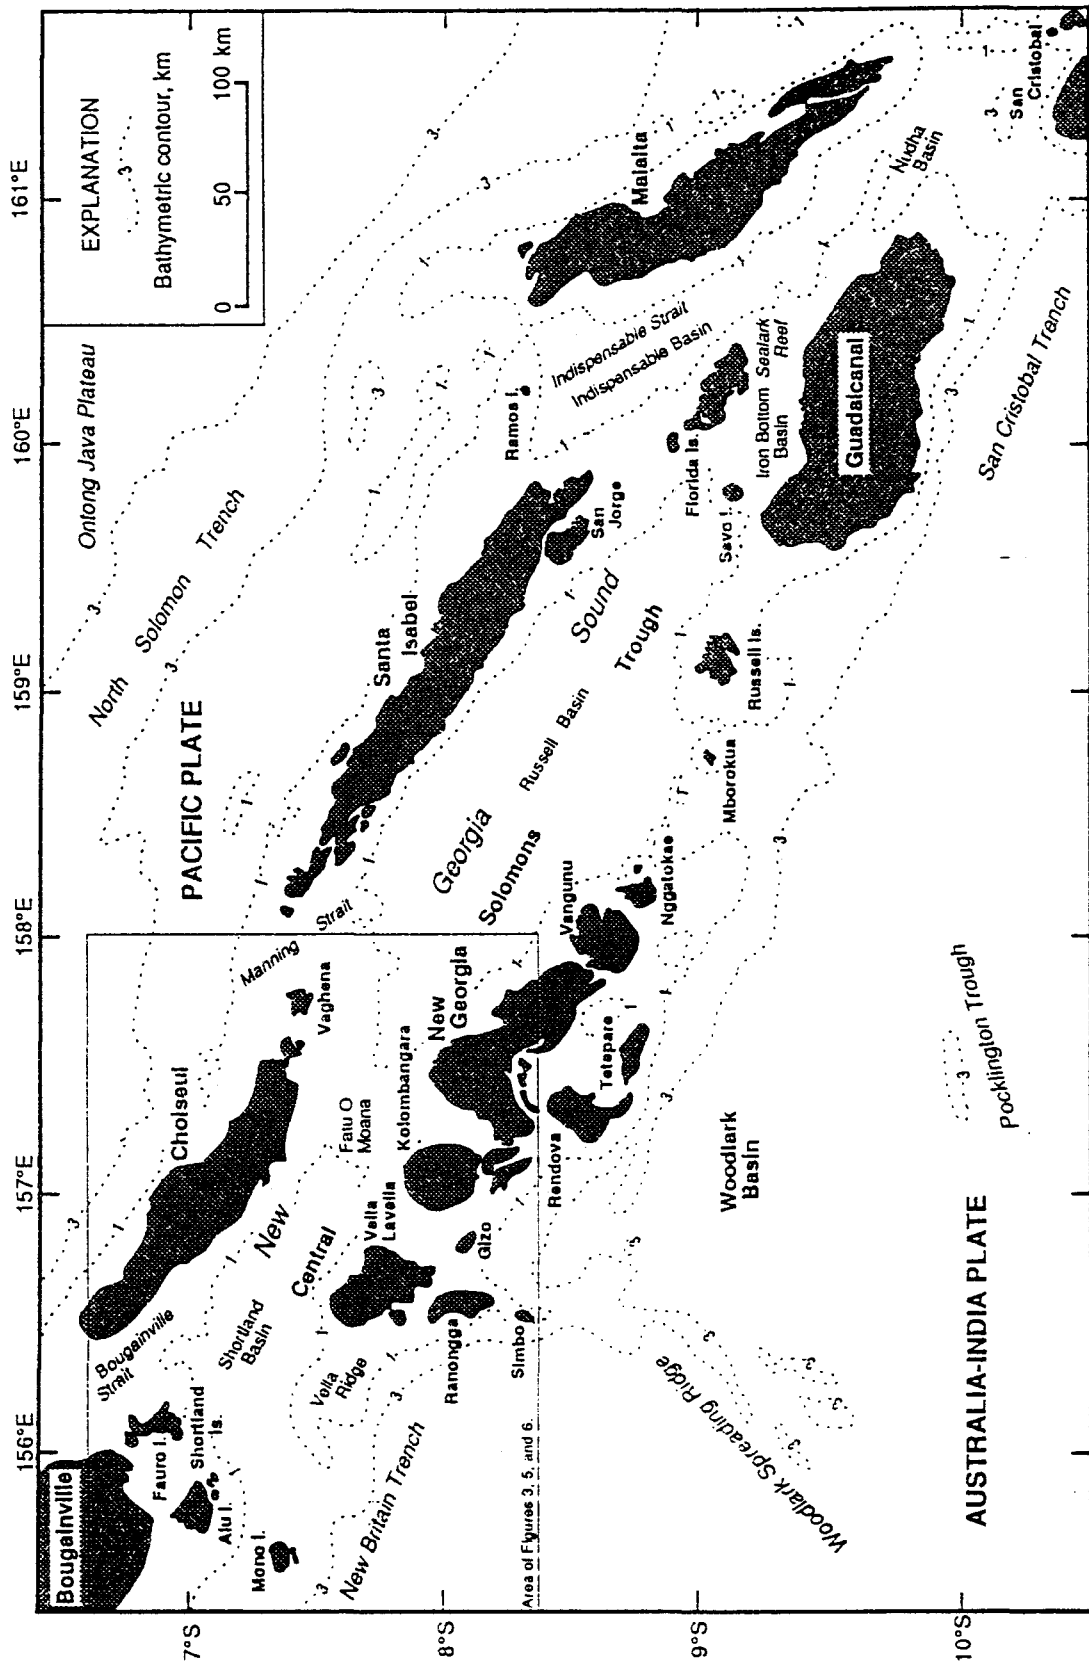 156°E
157°E
158°E
159°E
160°E
161°E
7°S
8°S
9°S
10°S
EXPLANATION
3
Bathymetric contour, km
0 50 100 km
Ontong Java Plateau
North Solomon Trench
PACIFIC PLATE
Bougainville
Bougainville
Strait
Fauro I.
Shortland
Is.
Alu I.
Mono I.
Choiseul
Vaghena
Manning Strait
Santa
Isabel
San
Jorge
Ramos I.
Malaita
Indispensable Strait
Indispensable Basin
Florida Is.
Savo I.
Iron Bottom
Basin
Sealark
Reef
Guadalcanal
Nudha
Basin
San
Cristobal
San Cristobal Trench
New Georgia Sound
Central Solomons Trough
Shortland
Basin
Russell Basin
Russell Is.
Mborokua
Fatu O
Moana
Kolombangara
New
Georgia
Vangunu
Nggatokae
Tetepare
Rendova
Vella
Lavella
Gizo
Ranongga
Simbo
Vella
Ridge
New Britain Trench
Area of Figures 3, 5, and 6.
Woodlark
Basin
Woodlark Spreading Ridge
Pocklington Trough
AUSTRALIA-INDIA PLATE